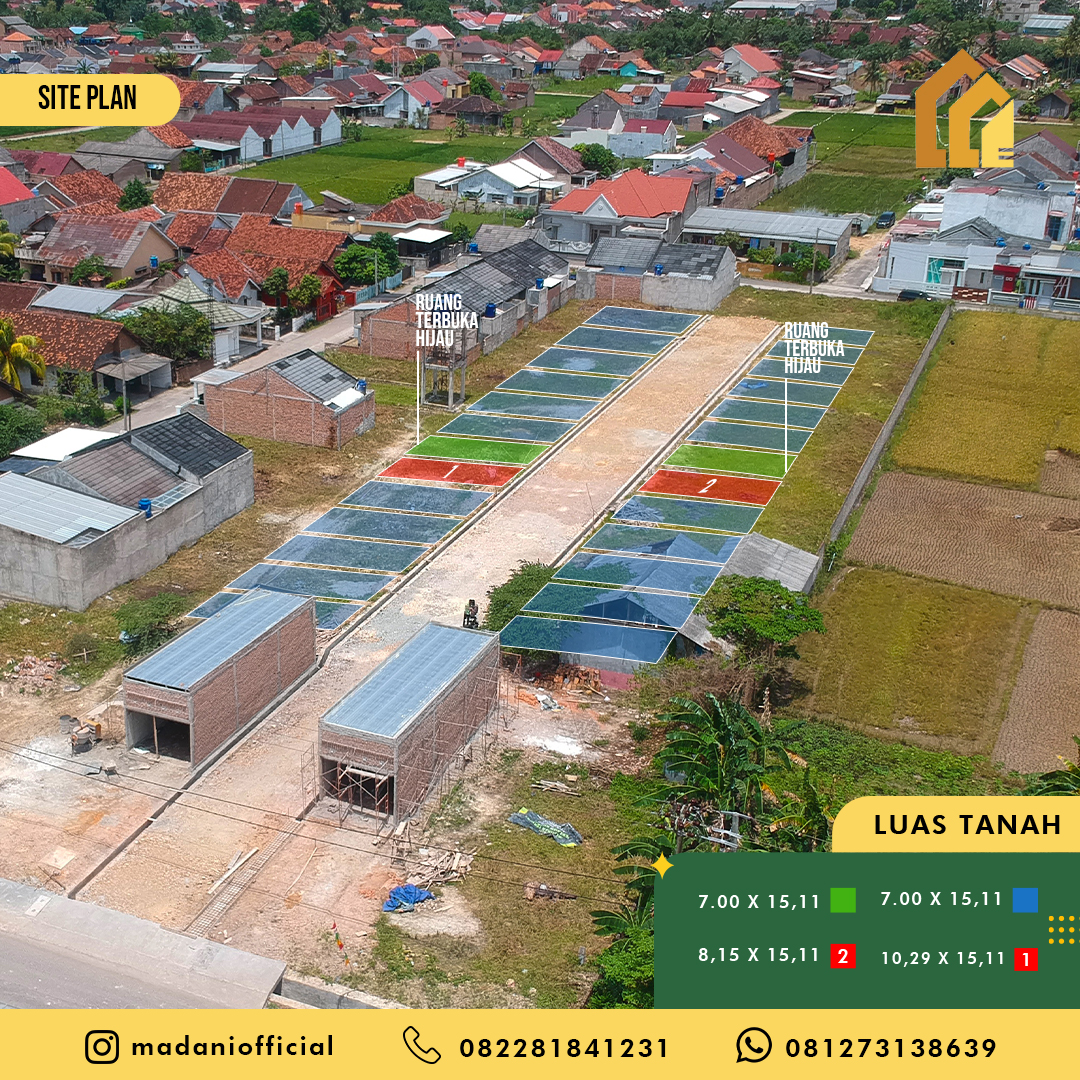 SITE PLAN
RUANG
TERBUKA
HIJAU
RUANG
TERBUKA
HIJAU
1
2
LUAS TANAH
7.00 X 15,11
7.00 X 15,11
8,15 X 15,11 2
10,29 X 15,11 1
madaniofficial
082281841231
081273138639